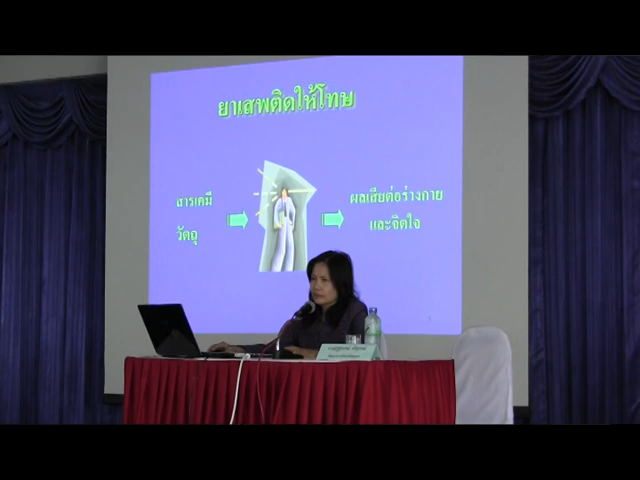 ยาเสพติดให้โทษ
สารเคมี
วัตถุ
ผลเสียต่อร่างกาย
และจิตใจ